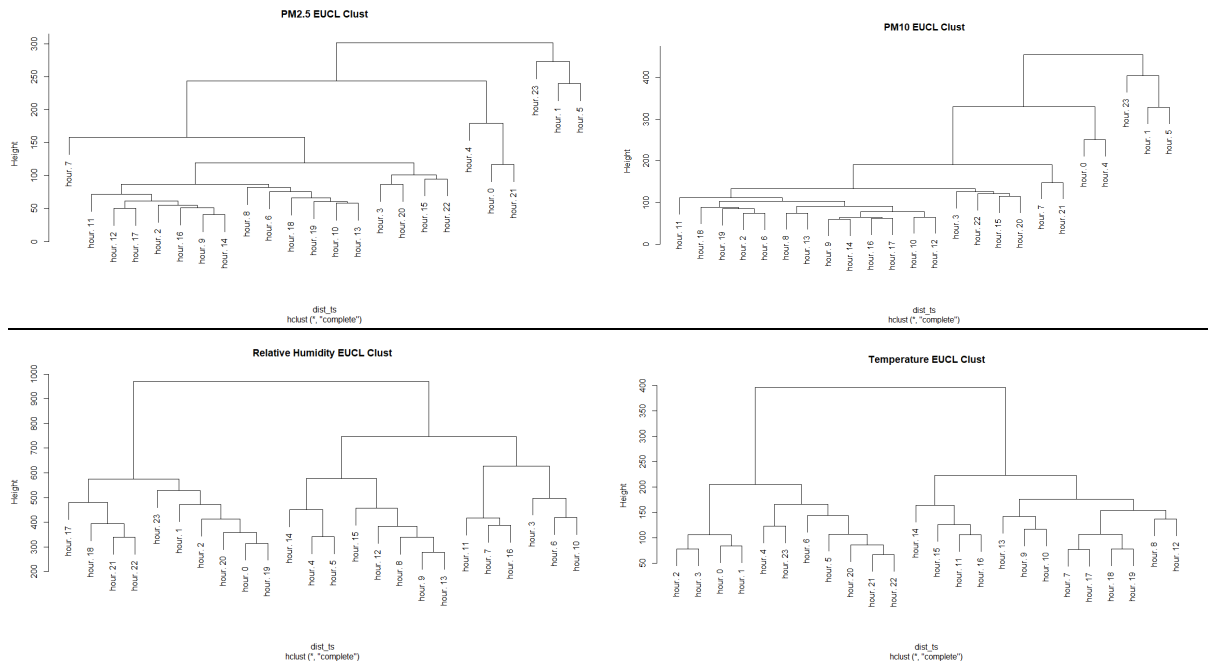 PM2.5 EUCL Clust
Height
300
250
200
150
100
50
0
hour. 7
hour. 11
hour. 12
hour. 17
hour. 2
hour. 16
hour. 9
hour. 14
hour. 8
hour. 6
hour. 18
hour. 19
hour. 10
hour. 13
hour. 3
hour. 20
hour. 15
hour. 22
hour. 4
hour. 0
hour. 21
hour. 23
hour. 1
hour. 5
dist_ts
hclust (*, "complete")
PM10 EUCL Clust
Height
400
300
200
100
0
hour. 11
hour. 18
hour. 19
hour. 2
hour. 6
hour. 8
hour. 13
hour. 9
hour. 14
hour. 16
hour. 17
hour. 10
hour. 12
hour. 3
hour. 22
hour. 15
hour. 20
hour. 7
hour. 21
hour. 0
hour. 4
hour. 23
hour. 1
hour. 5
dist_ts
hclust (*, "complete")
Relative Humidity EUCL Clust
Height
1000
900
800
700
600
500
400
300
200
hour. 17
hour. 18
hour. 21
hour. 22
hour. 23
hour. 1
hour. 2
hour. 20
hour. 0
hour. 19
hour. 14
hour. 4
hour. 5
hour. 15
hour. 12
hour. 8
hour. 9
hour. 13
hour. 11
hour. 7
hour. 16
hour. 3
hour. 6
hour. 10
dist_ts
hclust (*, "complete")
Temperature EUCL Clust
Height
400
350
300
250
200
150
100
50
hour. 2
hour. 3
hour. 0
hour. 1
hour. 4
hour. 23
hour. 6
hour. 5
hour. 20
hour. 21
hour. 22
hour. 14
hour. 15
hour. 11
hour. 16
hour. 13
hour. 9
hour. 10
hour. 7
hour. 17
hour. 18
hour. 19
hour. 8
hour. 12
dist_ts
hclust (*, "complete")